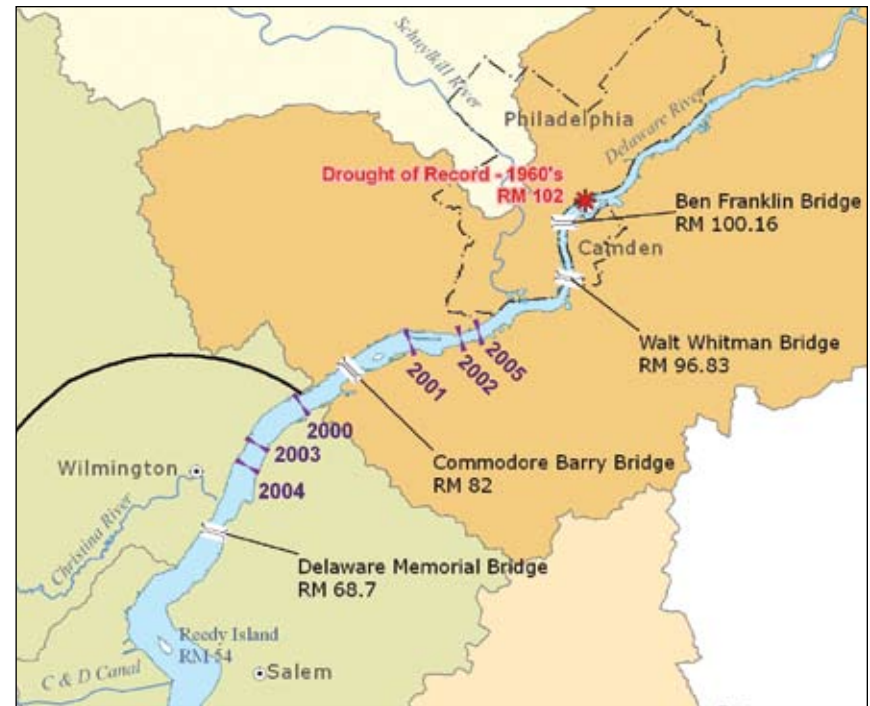 Schuylkill River
Philadelphia
Delaware River
Drought of Record - 1960's
RM 102
Ben Franklin Bridge
RM 100.16
Camden
Walt Whitman Bridge
RM 96.83
2005
2002
2001
Commodore Barry Bridge
RM 82
2000
2003
2004
Wilmington
Christina River
Delaware Memorial Bridge
RM 68.7
Reedy Island
RM 54
C & D Canal
Salem